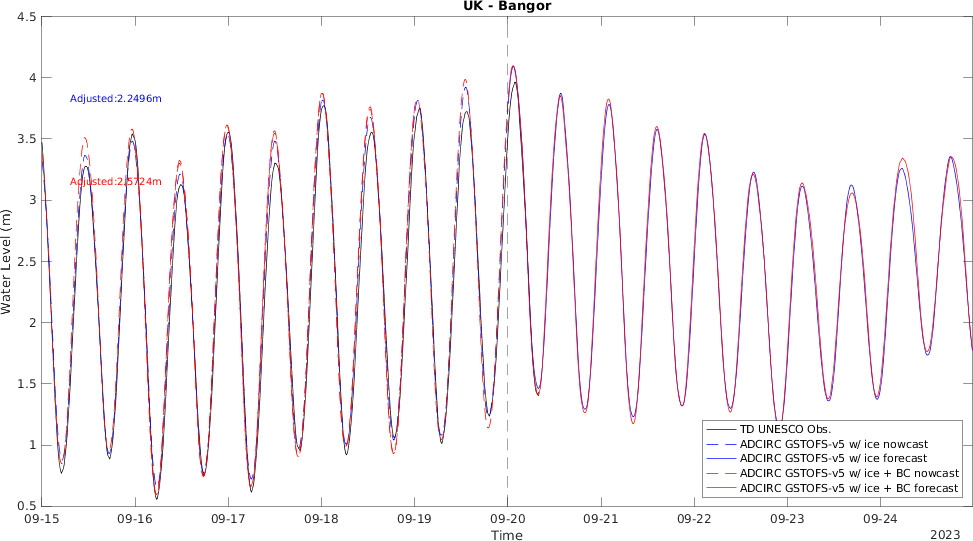 UK - Bangor
4.5
4
3.5
3
2.5
2
1.5
1
0.5
Water Level (m)
Adjusted:2.2496m
Adjusted:2.5724m
TD UNESCO Obs.
ADCIRC GSTOFS-v5 w/ ice nowcast
ADCIRC GSTOFS-v5 w/ ice forecast
ADCIRC GSTOFS-v5 w/ ice + BC nowcast
ADCIRC GSTOFS-v5 w/ ice + BC forecast
09-15 09-16 09-17 09-18 09-19 09-20 09-21 09-22 09-23 09-24
Time
2023